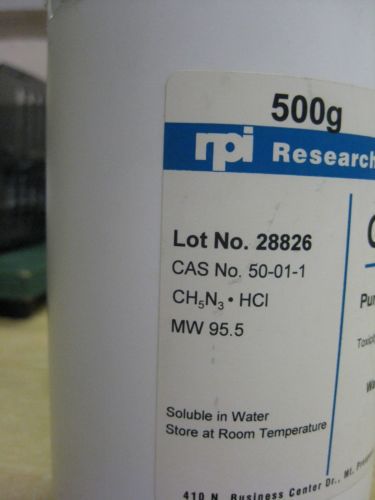 500g
rpi Research
Lot No. 28826
CAS No. 50-01-1
CH₅N₃ • HCl
MW 95.5
Soluble in Water
Store at Room Temperature
410 N. Business Center Dr., Mt.